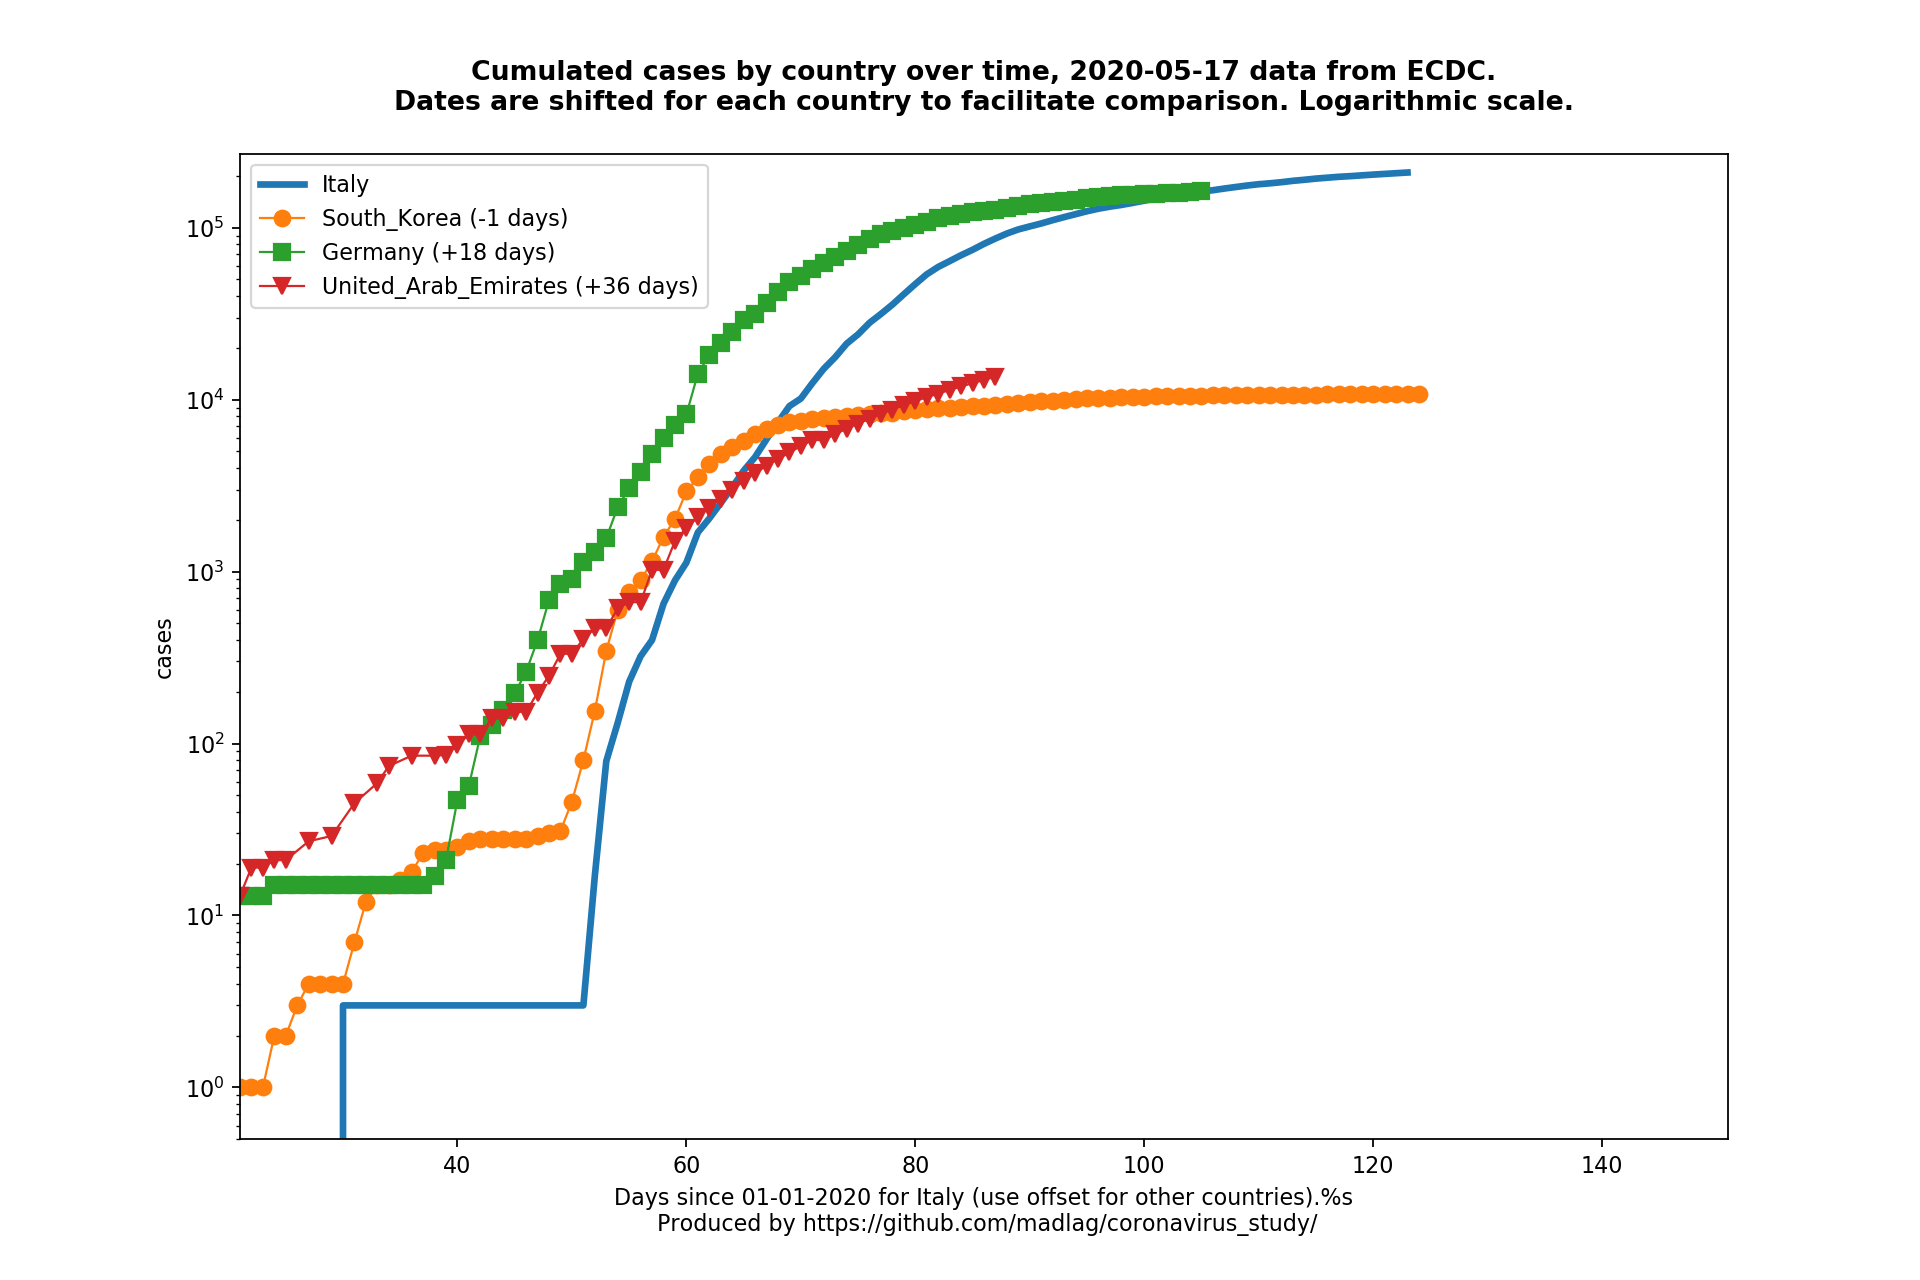 Cumulated cases by country over time, 2020-05-17 data from ECDC.
Dates are shifted for each country to facilitate comparison. Logarithmic scale.
Italy
South_Korea (-1 days)
Germany (+18 days)
United_Arab_Emirates (+36 days)
10⁵
10⁴
10³
10²
10¹
10⁰
cases
40 60 80 100 120 140
Days since 01-01-2020 for Italy (use offset for other countries).%s
Produced by https://github.com/madlag/coronavirus_study/